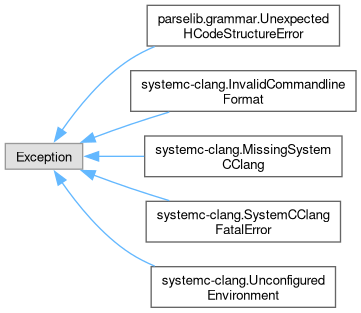 parselib.grammar.Unexpected
HCodeStructureError
systemc-clang.InvalidCommandline
Format
Exception
systemc-clang.MissingSystem
CClang
systemc-clang.SystemCClang
FatalError
systemc-clang.Unconfigured
Environment